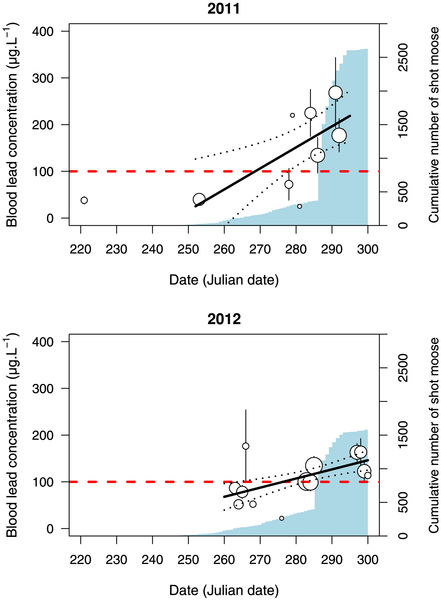 2011
Blood lead concentration (µg.L⁻¹)
400
300
200
100
0
2500
1500
500
0
Cumulative number of shot moose
220 230 240 250 260 270 280 290 300
Date (Julian date)
2012
Blood lead concentration (µg.L⁻¹)
400
300
200
100
0
2500
1500
500
0
Cumulative number of shot moose
220 230 240 250 260 270 280 290 300
Date (Julian date)